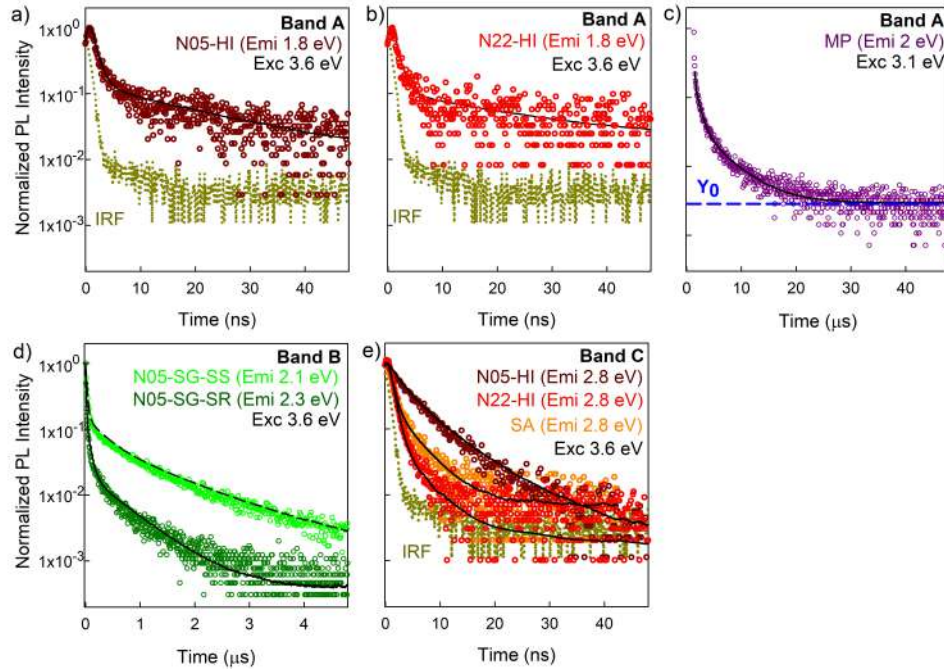 a)
Band A
N05-HI (Emi 1.8 eV)
Exc 3.6 eV
IRF
Normalized PL Intensity
1x10⁰
1x10⁻¹
1x10⁻²
1x10⁻³
0 10 20 30 40
Time (ns)
b)
Band A
N22-HI (Emi 1.8 eV)
Exc 3.6 eV
IRF
0 10 20 30 40
Time (ns)
c)
Band A
MP (Emi 2 eV)
Exc 3.1 eV
Y₀
0 10 20 30 40
Time (μs)
d)
Band B
N05-SG-SS (Emi 2.1 eV)
N05-SG-SR (Emi 2.3 eV)
Exc 3.6 eV
Normalized PL Intensity
1x10⁰
1x10⁻¹
1x10⁻²
1x10⁻³
0 1 2 3 4
Time (μs)
e)
Band C
N05-HI (Emi 2.8 eV)
N22-HI (Emi 2.8 eV)
SA (Emi 2.8 eV)
Exc 3.6 eV
IRF
0 10 20 30 40
Time (ns)